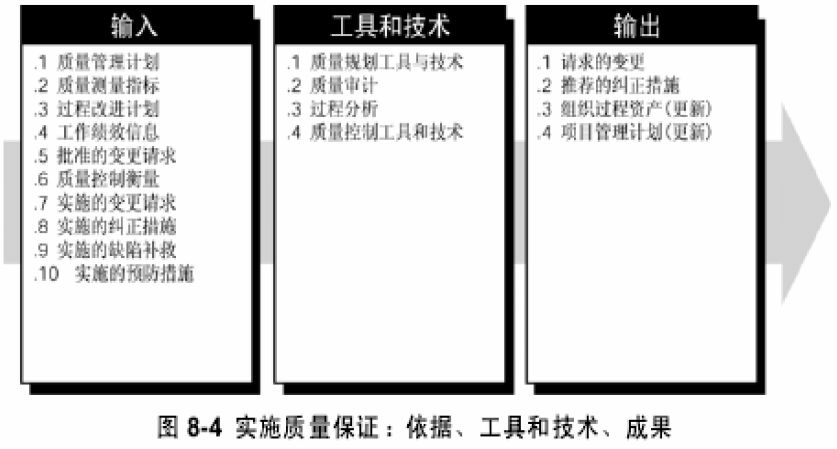 输入
.1 质量管理计划
.2 质量测量指标
.3 过程改进计划
.4 工作绩效信息
.5 批准的变更请求
.6 质量控制衡量
.7 实施的变更请求
.8 实施的纠正措施
.9 实施的缺陷补救
.10 实施的预防措施
工具和技术
.1 质量规划工具与技术
.2 质量审计
.3 过程分析
.4 质量控制工具和技术
输出
.1 请求的变更
.2 推荐的纠正措施
.3 组织过程资产(更新)
.4 项目管理计划(更新)
图 8-4 实施质量保证：依据、工具和技术、成果